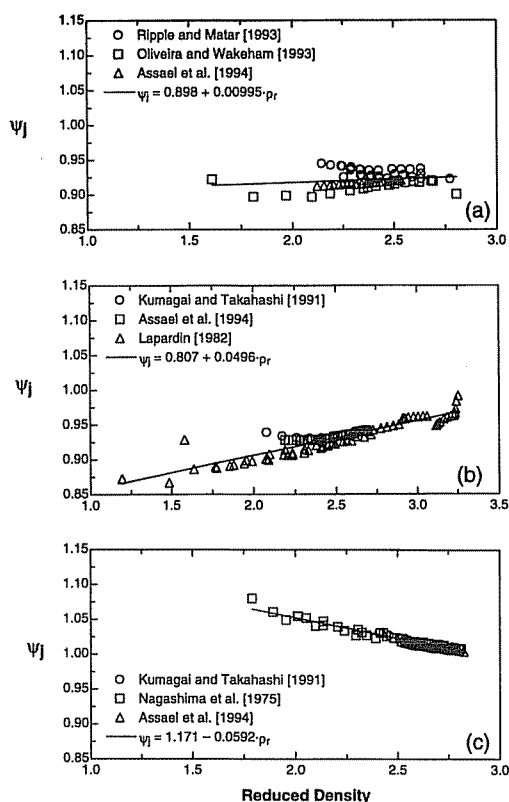 1.15
○ Ripple and Matar [1993]
□ Oliveira and Wakeham [1993]
△ Assael et al. [1994]
ψj = 0.898 + 0.00995·ρr
1.10
1.05
1.00
0.95
0.90
0.85
ψj
(a)
1.0 1.5 2.0 2.5 3.0
1.15
○ Kumagai and Takahashi [1991]
□ Assael et al. [1994]
△ Lapardin [1982]
ψj = 0.807 + 0.0496·ρr
1.10
1.05
1.00
0.95
0.90
0.85
ψj
(b)
1.0 1.5 2.0 2.5 3.0 3.5
1.15
1.10
1.05
1.00
0.95
0.90
0.85
ψj
○ Kumagai and Takahashi [1991]
□ Nagashima et al. [1975]
△ Assael et al. [1994]
ψj = 1.171 − 0.0592·ρr
(c)
1.0 1.5 2.0 2.5 3.0
Reduced Density